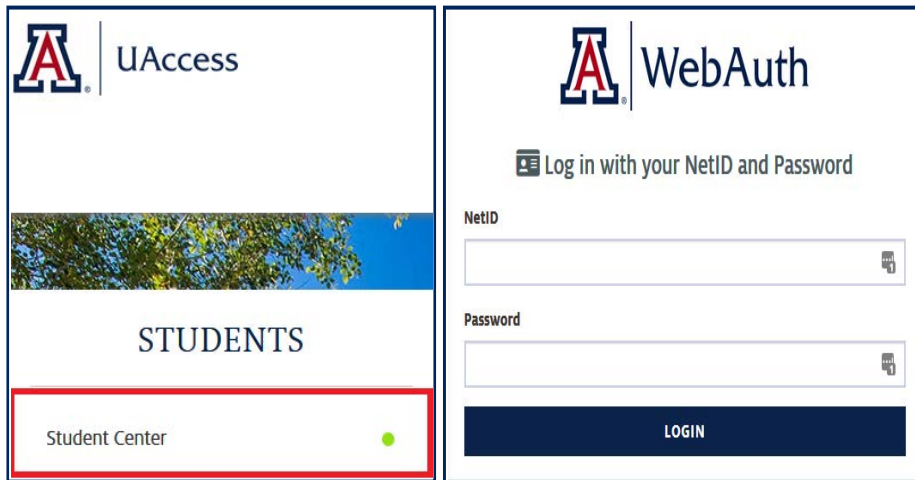 A UAccess
STUDENTS
Student Center
A WebAuth
Log in with your NetID and Password
NetID
Password
LOGIN